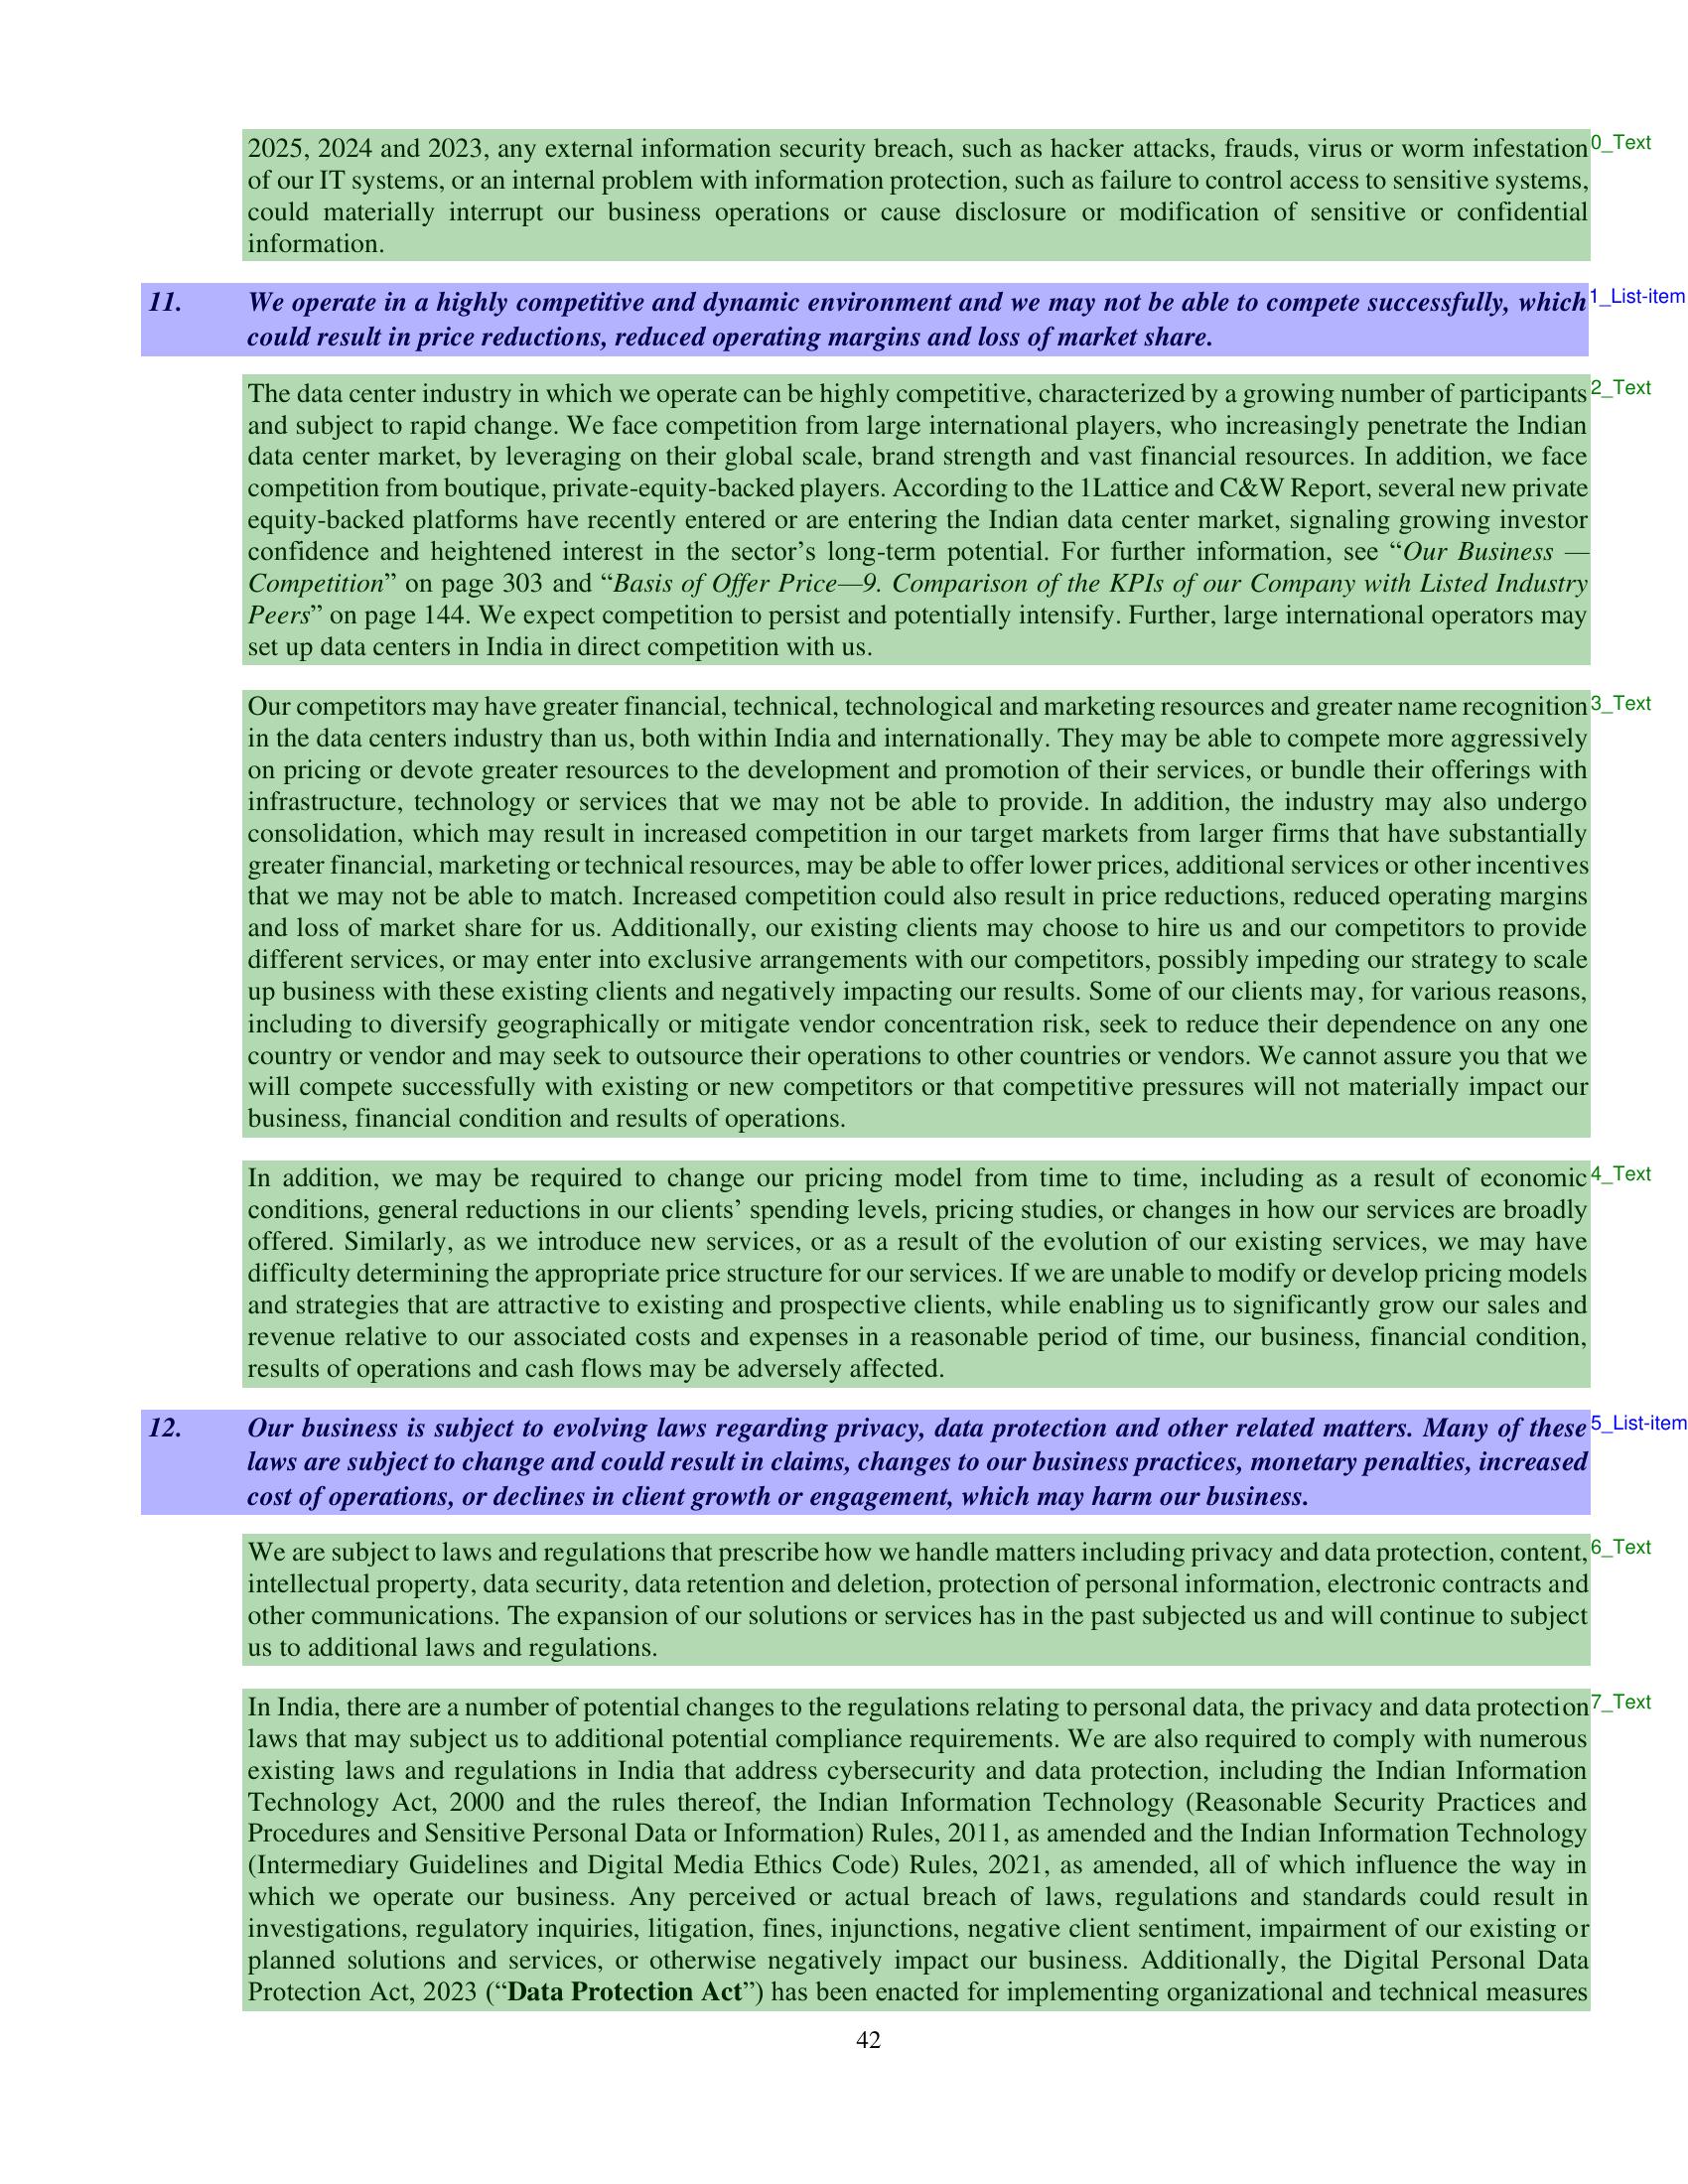 2025, 2024 and 2023, any external information security breach, such as hacker attacks, frauds, virus or worm infestation 0_Text
of our IT systems, or an internal problem with information protection, such as failure to control access to sensitive systems,
could materially interrupt our business operations or cause disclosure or modification of sensitive or confidential
information.
11. We operate in a highly competitive and dynamic environment and we may not be able to compete successfully, which 1_List-item
could result in price reductions, reduced operating margins and loss of market share.
The data center industry in which we operate can be highly competitive, characterized by a growing number of participants 2_Text
and subject to rapid change. We face competition from large international players, who increasingly penetrate the Indian
data center market, by leveraging on their global scale, brand strength and vast financial resources. In addition, we face
competition from boutique, private-equity-backed players. According to the 1Lattice and C&W Report, several new private
equity-backed platforms have recently entered or are entering the Indian data center market, signaling growing investor
confidence and heightened interest in the sector’s long-term potential. For further information, see “Our Business —
Competition” on page 303 and “Basis of Offer Price—9. Comparison of the KPIs of our Company with Listed Industry
Peers” on page 144. We expect competition to persist and potentially intensify. Further, large international operators may
set up data centers in India in direct competition with us.
Our competitors may have greater financial, technical, technological and marketing resources and greater name recognition 3_Text
in the data centers industry than us, both within India and internationally. They may be able to compete more aggressively
on pricing or devote greater resources to the development and promotion of their services, or bundle their offerings with
infrastructure, technology or services that we may not be able to provide. In addition, the industry may also undergo
consolidation, which may result in increased competition in our target markets from larger firms that have substantially
greater financial, marketing or technical resources, may be able to offer lower prices, additional services or other incentives
that we may not be able to match. Increased competition could also result in price reductions, reduced operating margins
and loss of market share for us. Additionally, our existing clients may choose to hire us and our competitors to provide
different services, or may enter into exclusive arrangements with our competitors, possibly impeding our strategy to scale
up business with these existing clients and negatively impacting our results. Some of our clients may, for various reasons,
including to diversify geographically or mitigate vendor concentration risk, seek to reduce their dependence on any one
country or vendor and may seek to outsource their operations to other countries or vendors. We cannot assure you that we
will compete successfully with existing or new competitors or that competitive pressures will not materially impact our
business, financial condition and results of operations.
In addition, we may be required to change our pricing model from time to time, including as a result of economic 4_Text
conditions, general reductions in our clients’ spending levels, pricing studies, or changes in how our services are broadly
offered. Similarly, as we introduce new services, or as a result of the evolution of our existing services, we may have
difficulty determining the appropriate price structure for our services. If we are unable to modify or develop pricing models
and strategies that are attractive to existing and prospective clients, while enabling us to significantly grow our sales and
revenue relative to our associated costs and expenses in a reasonable period of time, our business, financial condition,
results of operations and cash flows may be adversely affected.
12. Our business is subject to evolving laws regarding privacy, data protection and other related matters. Many of these 5_List-item
laws are subject to change and could result in claims, changes to our business practices, monetary penalties, increased
cost of operations, or declines in client growth or engagement, which may harm our business.
We are subject to laws and regulations that prescribe how we handle matters including privacy and data protection, content, 6_Text
intellectual property, data security, data retention and deletion, protection of personal information, electronic contracts and
other communications. The expansion of our solutions or services has in the past subjected us and will continue to subject
us to additional laws and regulations.
In India, there are a number of potential changes to the regulations relating to personal data, the privacy and data protection 7_Text
laws that may subject us to additional potential compliance requirements. We are also required to comply with numerous
existing laws and regulations in India that address cybersecurity and data protection, including the Indian Information
Technology Act, 2000 and the rules thereof, the Indian Information Technology (Reasonable Security Practices and
Procedures and Sensitive Personal Data or Information) Rules, 2011, as amended and the Indian Information Technology
(Intermediary Guidelines and Digital Media Ethics Code) Rules, 2021, as amended, all of which influence the way in
which we operate our business. Any perceived or actual breach of laws, regulations and standards could result in
investigations, regulatory inquiries, litigation, fines, injunctions, negative client sentiment, impairment of our existing or
planned solutions and services, or otherwise negatively impact our business. Additionally, the Digital Personal Data
Protection Act, 2023 (“Data Protection Act”) has been enacted for implementing organizational and technical measures
42